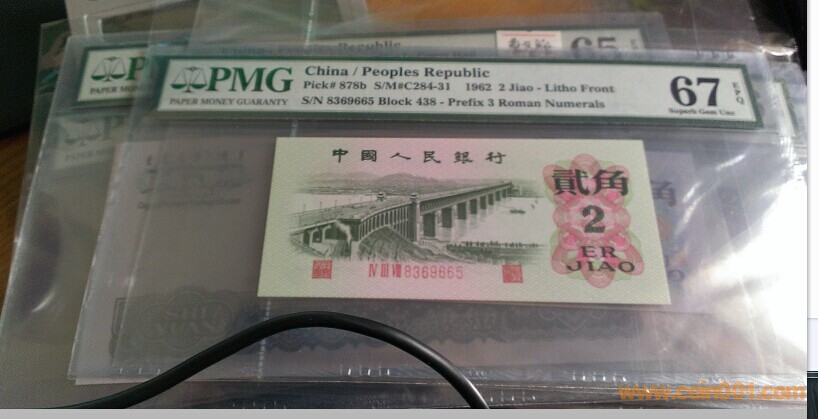 65
PMG
PAPER MONEY GUARANTY
China / Peoples Republic
Pick# 878b S/M#C284-31 1962 2 Jiao - Litho Front
S/N 8369665 Block 438 - Prefix 3 Roman Numerals
67
EPQ
Superb Gem Unc
中國人民銀行
貳角
2
ER
JIAO
IV III VIII 8369665
www.coin001.com